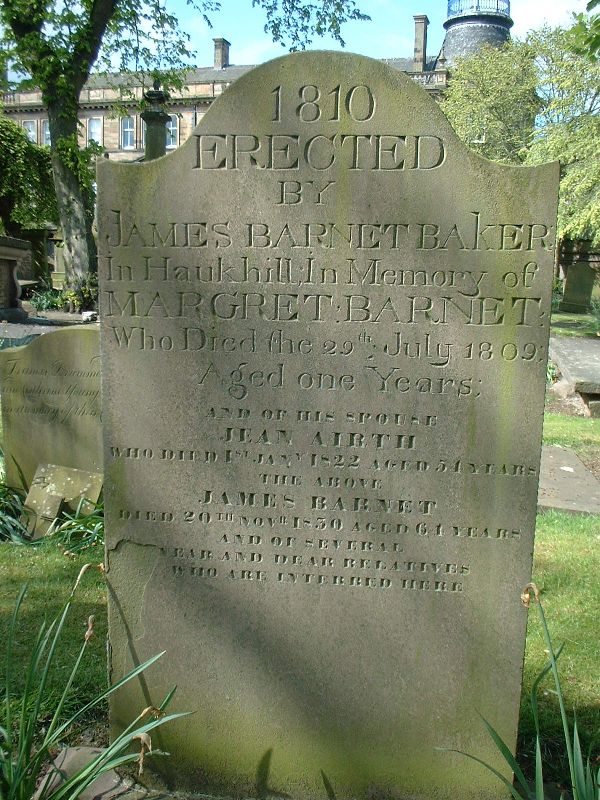 1810
ERECTED
BY
JAMES BARNET BAKER
In Haukhill; In Memory of
MARGRET: BARNET:
Who Died the 29th July 1809;
Aged one Years;
AND OF HIS SPOUSE
JEAN AIRTH
WHO DIED 1ST JANY 1822 AGED 54 YEARS
THE ABOVE
JAMES BARNET
DIED 20TH NOVR 1830 AGED 64 YEARS
AND OF SEVERAL
NEAR AND DEAR RELATIVES
WHO ARE INTERRED HERE